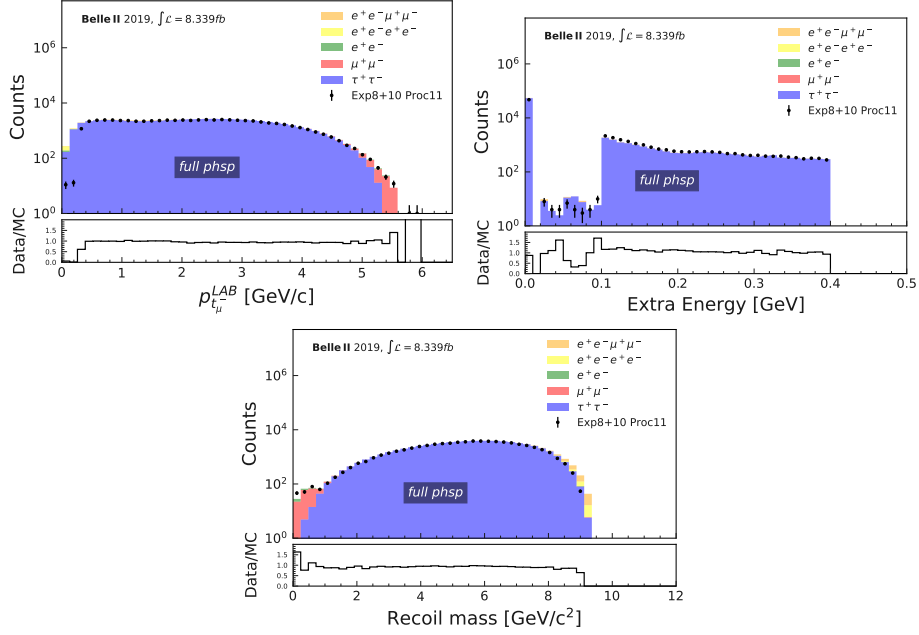 Belle II 2019, ∫ℒ = 8.339fb
e⁺e⁻μ⁺μ⁻
e⁺e⁻e⁺e⁻
e⁺e⁻
μ⁺μ⁻
τ⁺τ⁻
Exp8+10 Proc11
10⁶
10⁴
10²
10⁰
Counts
full phsp
1.5
1.0
0.5
0.0
Data/MC
0 1 2 3 4 5 6
p^{LAB}_{t_μ^-} [GeV/c]
Belle II 2019, ∫ℒ = 8.339fb
e⁺e⁻μ⁺μ⁻
e⁺e⁻e⁺e⁻
e⁺e⁻
μ⁺μ⁻
τ⁺τ⁻
Exp8+10 Proc11
10⁶
10⁴
10²
10⁰
Counts
full phsp
1.5
1.0
0.5
0.0
Data/MC
0.0 0.1 0.2 0.3 0.4 0.5
Extra Energy [GeV]
Belle II 2019, ∫ℒ = 8.339fb
e⁺e⁻μ⁺μ⁻
e⁺e⁻e⁺e⁻
e⁺e⁻
μ⁺μ⁻
τ⁺τ⁻
Exp8+10 Proc11
10⁶
10⁴
10²
10⁰
Counts
full phsp
1.5
1.0
0.5
0.0
Data/MC
0 2 4 6 8 10 12
Recoil mass [GeV/c²]